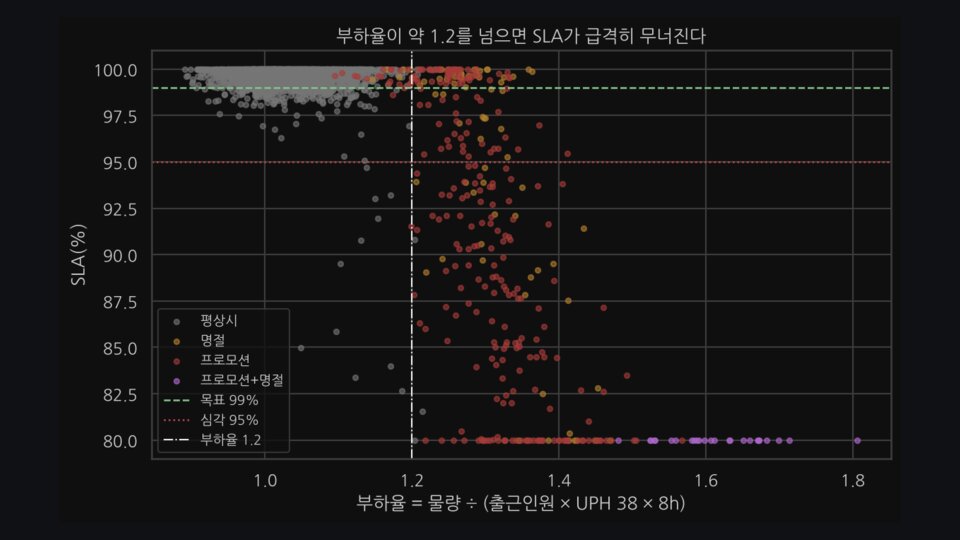 부하율이 약 1.2를 넘으면 SLA가 급격히 무너진다
SLA(%)
100.0
97.5
95.0
92.5
90.0
87.5
85.0
82.5
80.0
평상시
명절
프로모션
프로모션+명절
목표 99%
심각 95%
부하율 1.2
1.0
1.2
1.4
1.6
1.8
부하율 = 물량 ÷ (출근인원 × UPH 38 × 8h)